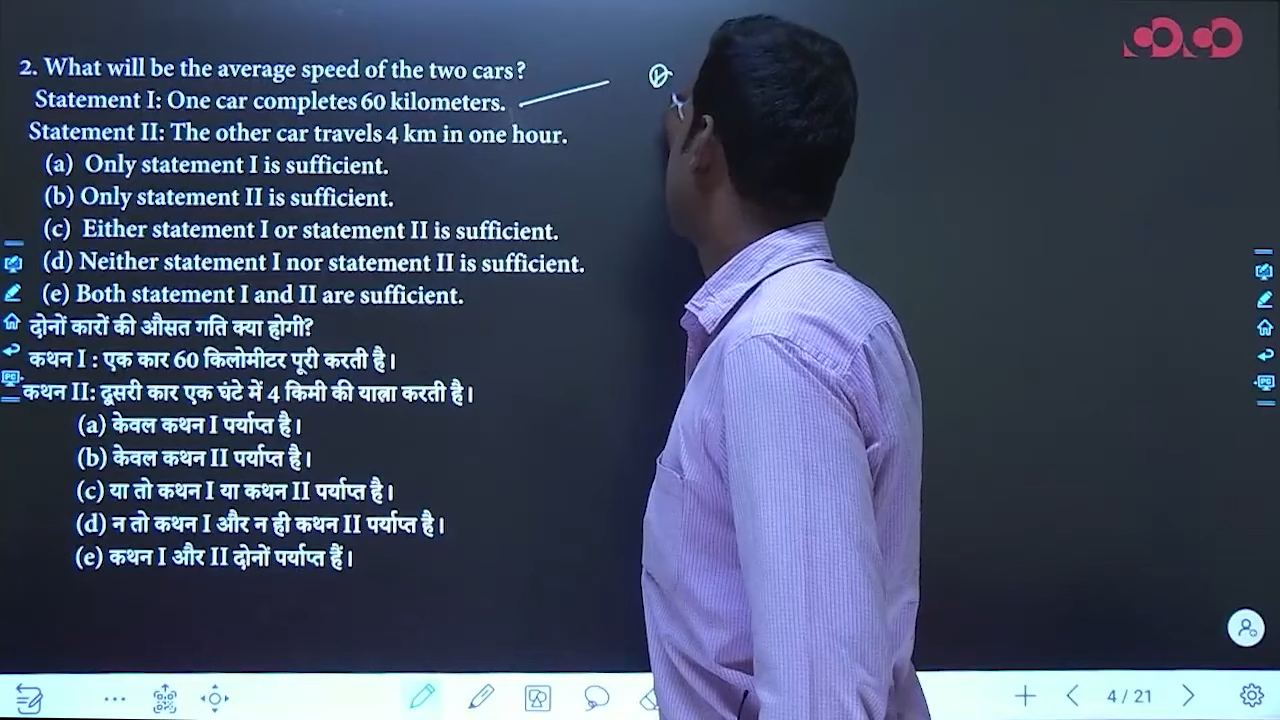 2. What will be the average speed of the two cars?
Statement I: One car completes 60 kilometers.
Statement II: The other car travels 4 km in one hour.
(a) Only statement I is sufficient.
(b) Only statement II is sufficient.
(c) Either statement I or statement II is sufficient.
(d) Neither statement I nor statement II is sufficient.
(e) Both statement I and II are sufficient.
दोनों कारों की औसत गति क्या होगी?
कथन I : एक कार 60 किलोमीटर पूरी करती है।
कथन II: दूसरी कार एक घंटे में 4 किमी की यात्रा करती है।
(a) केवल कथन I पर्याप्त है।
(b) केवल कथन II पर्याप्त है।
(c) या तो कथन I या कथन II पर्याप्त है।
(d) न तो कथन I और न ही कथन II पर्याप्त है।
(e) कथन I और II दोनों पर्याप्त हैं।
4 / 21